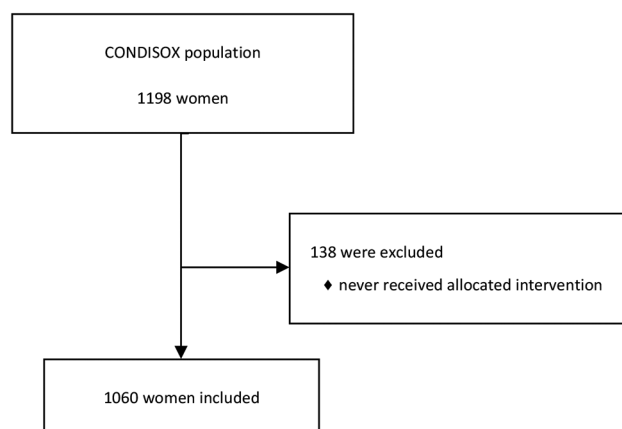 CONDISOX population
1198 women
138 were excluded
♦ never received allocated intervention
1060 women included